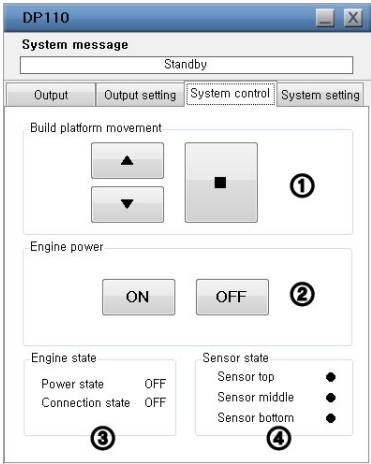 DP110
System message
Standby
Output Output setting System control System setting
Build platform movement
①
Engine power
ON OFF ②
Engine state
Power state OFF
Connection state OFF
③
Sensor state
Sensor top
Sensor middle
Sensor bottom
④